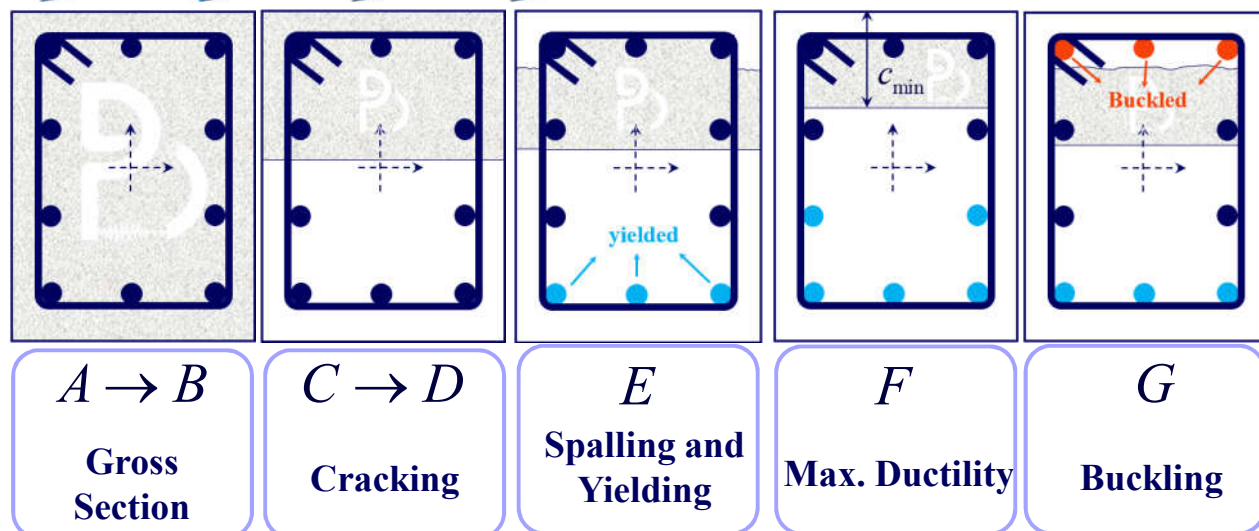 c_min
Buckled
yielded
A → B
Gross
Section
C → D
Cracking
E
Spalling and
Yielding
F
Max. Ductility
G
Buckling